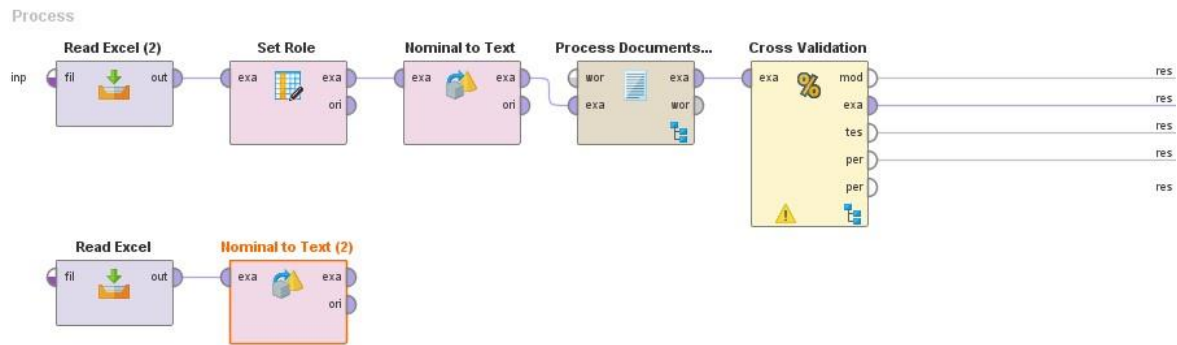 Process
Read Excel (2)
Set Role
Nominal to Text
Process Documents...
Cross Validation
inp
fil
out
exa
exa
ori
exa
exa
ori
wor
exa
exa
wor
exa
mod
exa
tes
per
per
%
!
res
res
res
res
res
Read Excel
Nominal to Text (2)
fil
out
exa
exa
ori